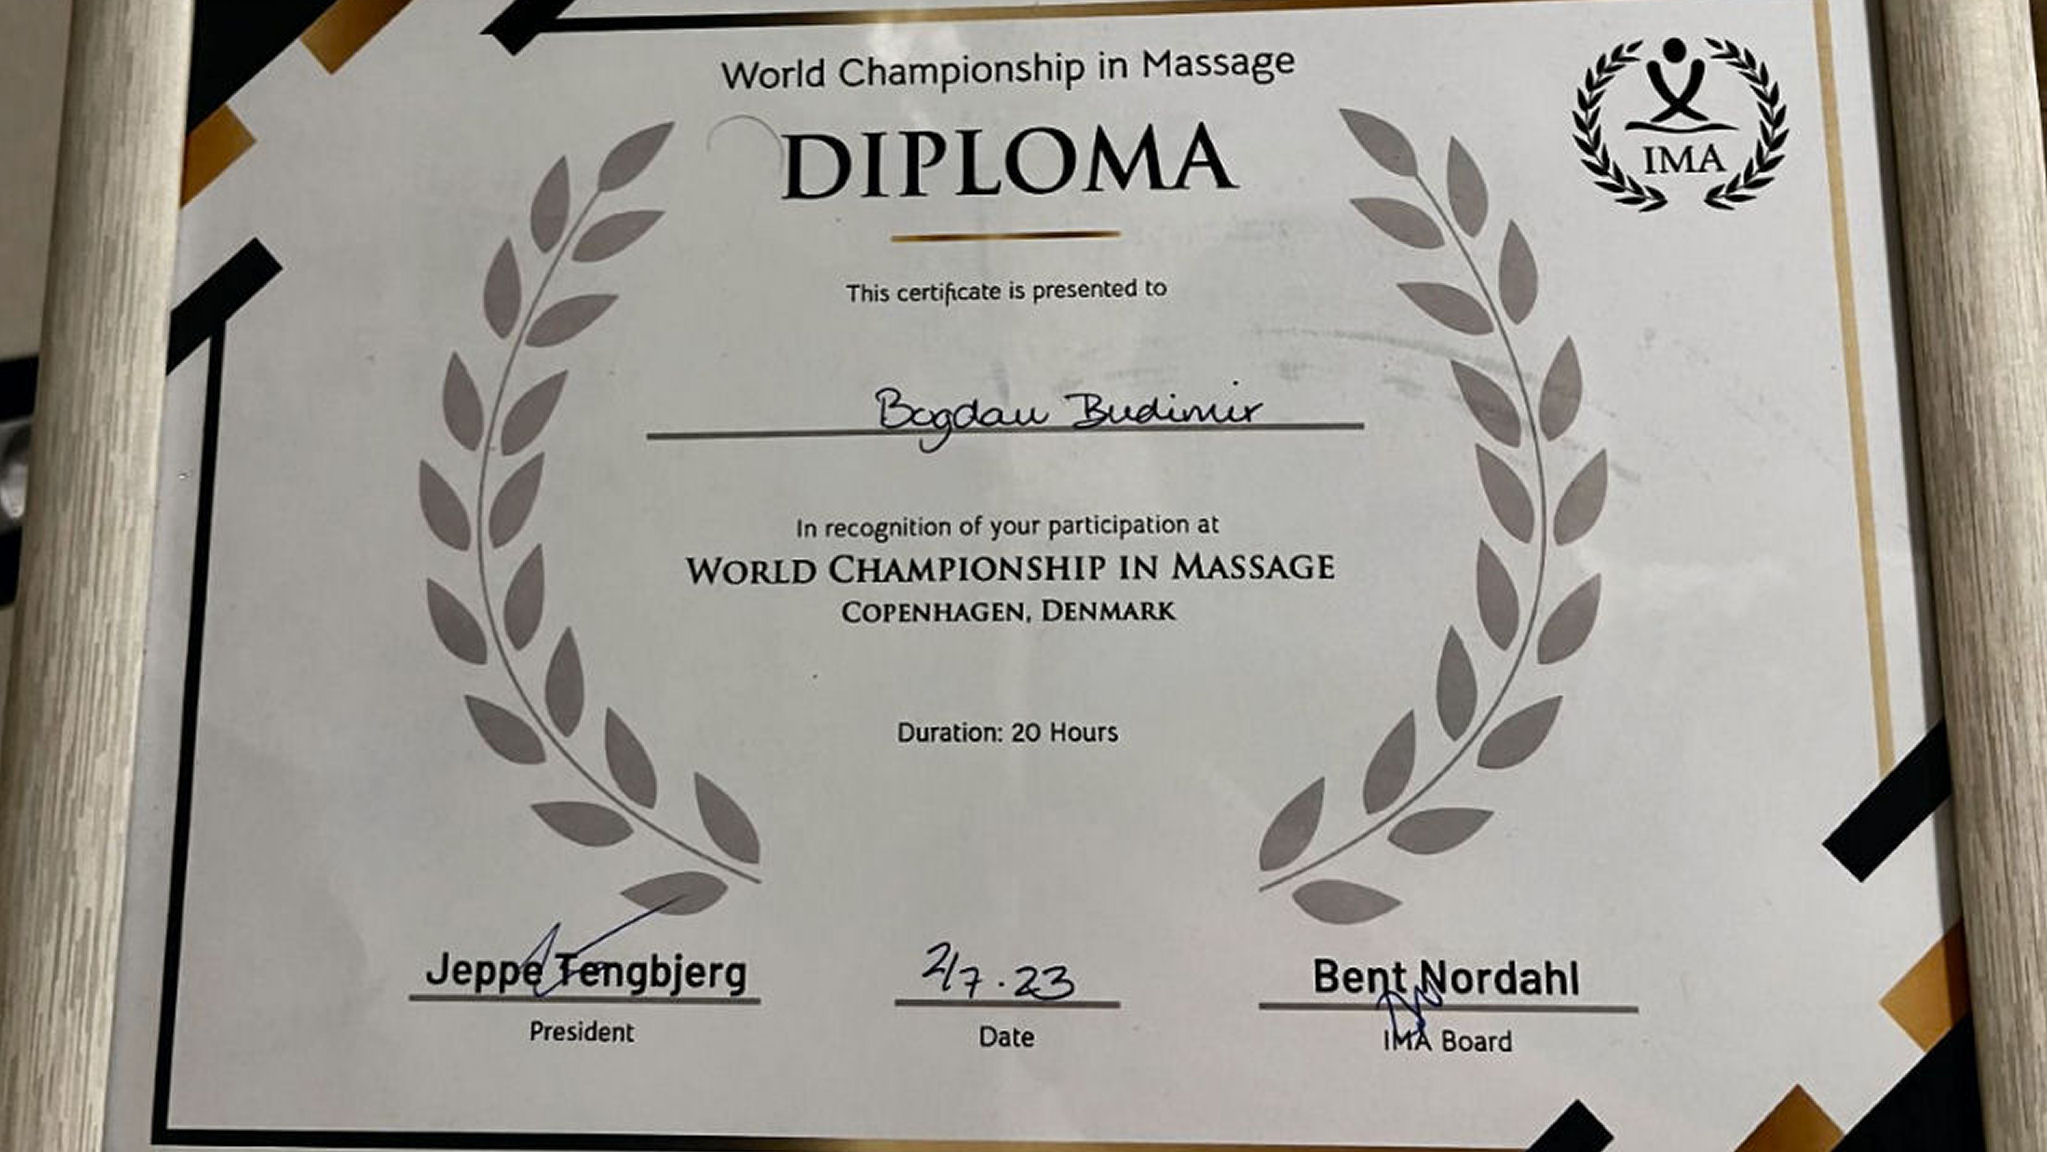 World Championship in Massage
DIPLOMA
IMA
This certificate is presented to
Bogdan Budimir
In recognition of your participation at
WORLD CHAMPIONSHIP IN MASSAGE
COPENHAGEN, DENMARK
Duration: 20 Hours
Jeppe Tengbjerg
2/7.23
Bent Nordahl
President
Date
IMA Board